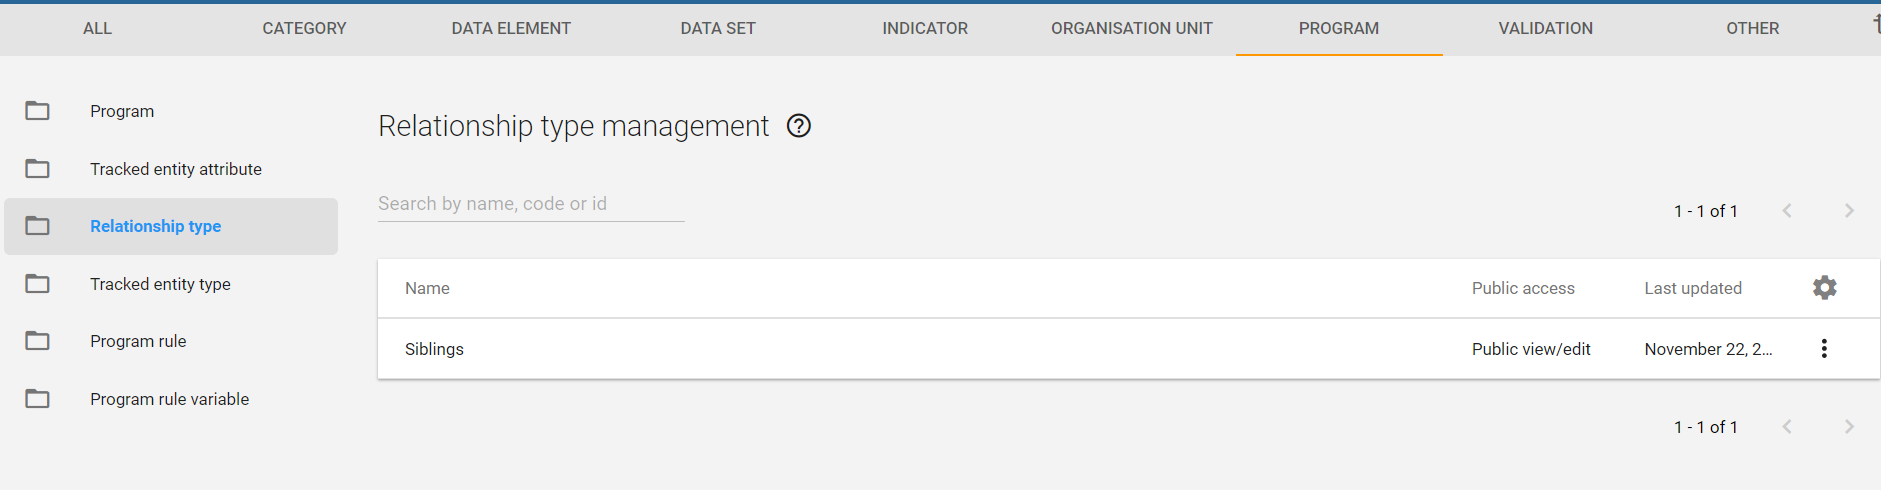 ALL CATEGORY DATA ELEMENT DATA SET INDICATOR ORGANISATION UNIT PROGRAM VALIDATION OTHER
Program
Tracked entity attribute
Relationship type
Tracked entity type
Program rule
Program rule variable
Relationship type management
Search by name, code or id
1 - 1 of 1
Name Public access Last updated
Siblings Public view/edit November 22, 2...
1 - 1 of 1